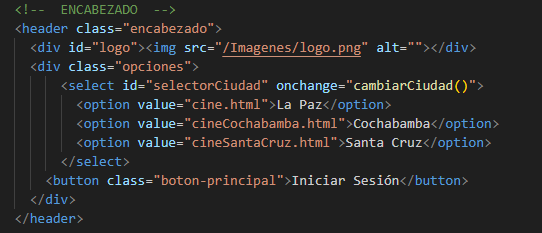 <!--  ENCABEZADO  -->
<header class="encabezado">
<div id="logo"><img src="/Imagenes/logo.png" alt=""></div>
<div class="opciones">
<select id="selectorCiudad" onchange="cambiarCiudad()">
<option value="cine.html">La Paz</option>
<option value="cineCochabamba.html">Cochabamba</option>
<option value="cineSantaCruz.html">Santa Cruz</option>
</select>
<button class="boton-principal">Iniciar Sesión</button>
</div>
</header>